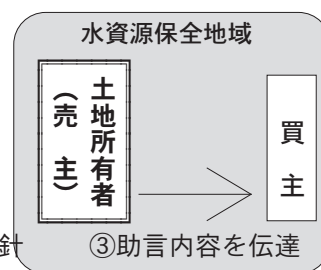 水資源保全地域
土地所有者
（売主）
買主
針
③助言内容を伝達